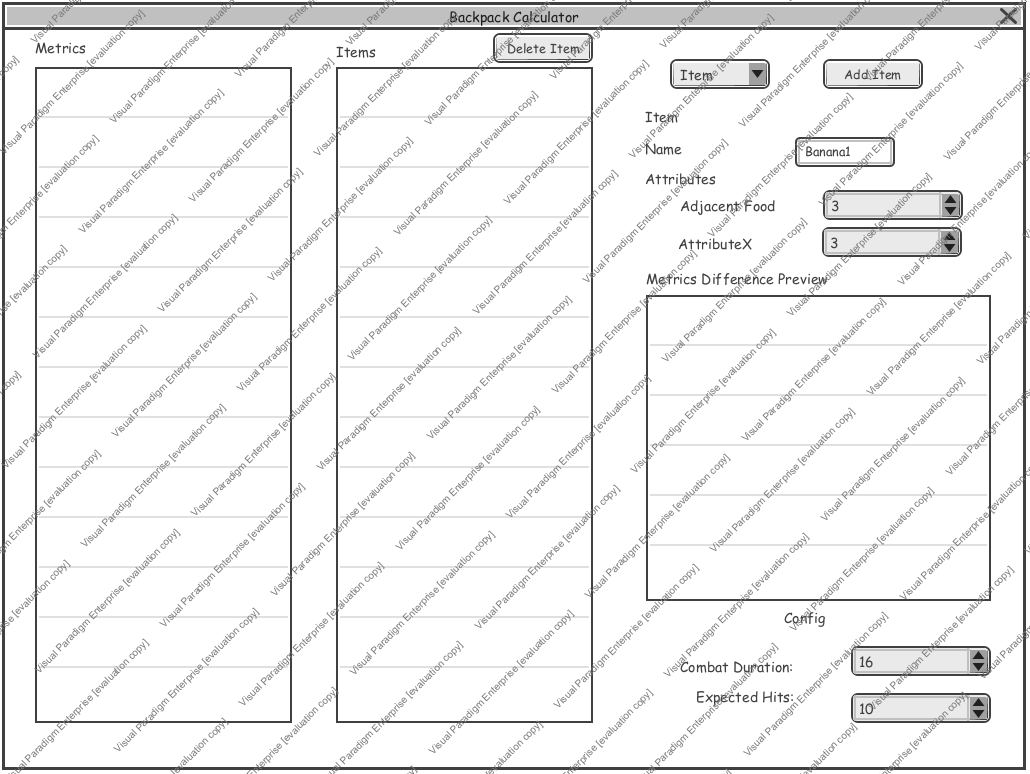 Backpack Calculator
Metrics
Items
Delete Item
Item
Add Item
Item
Name
Banana1
Attributes
Adjacent Food
3
AttributeX
3
Metrics Difference Preview
Config
Combat Duration:
16
Expected Hits:
10
Visual Paradigm Enterprise [evaluation copy]